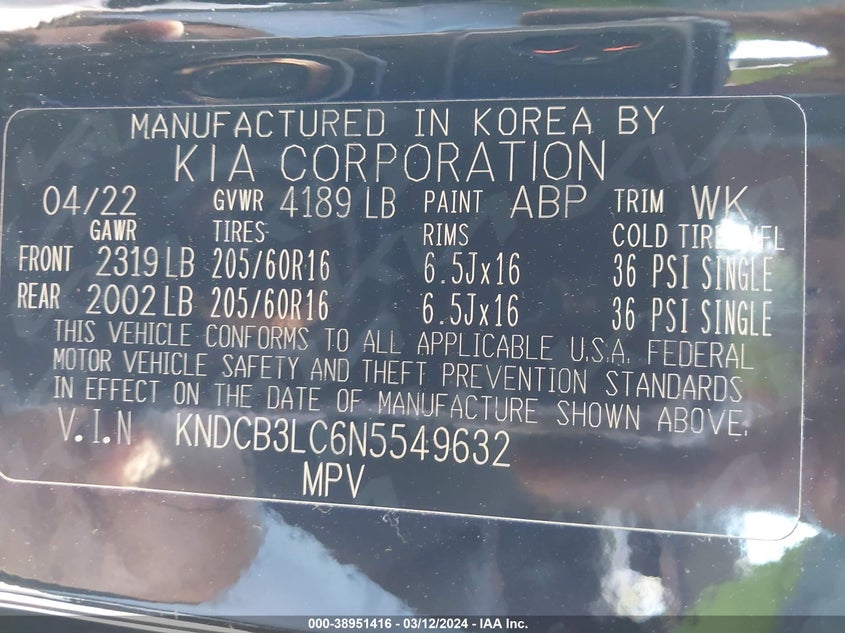 MANUFACTURED IN KOREA BY
KIA CORPORATION
04/22 GVWR 4189 LB PAINT ABP TRIM WK
GAWR TIRES RIMS COLD TIRE INFL
FRONT 2319 LB 205/60R16 6.5Jx16 36 PSI SINGLE
REAR 2002 LB 205/60R16 6.5Jx16 36 PSI SINGLE
THIS VEHICLE CONFORMS TO ALL APPLICABLE U.S.A. FEDERAL
MOTOR VEHICLE SAFETY AND THEFT PREVENTION STANDARDS
IN EFFECT ON THE DATE OF MANUFACTURE SHOWN ABOVE.
V.I.N KNDCB3LC6N5549632
MPV
000-38951416 - 03/12/2024 - IAA Inc.